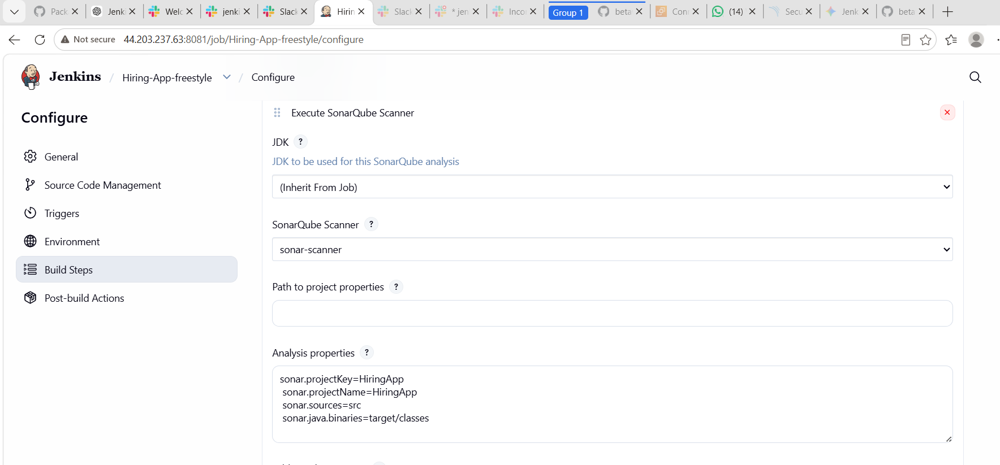 Pack
Jenki
Welc
jenki
Slack
Hirin
Slack
* jen
Inco
Group 1
beta
Con
(14)
Secu
Jenk
beta
Not secure
44.203.237.63:8081/job/Hiring-App-freestyle/configure
Jenkins / Hiring-App-freestyle / Configure
Configure
General
Source Code Management
Triggers
Environment
Build Steps
Post-build Actions
Execute SonarQube Scanner
JDK ?
JDK to be used for this SonarQube analysis
(Inherit From Job)
SonarQube Scanner ?
sonar-scanner
Path to project properties ?
Analysis properties ?
sonar.projectKey=HiringApp
sonar.projectName=HiringApp
sonar.sources=src
sonar.java.binaries=target/classes